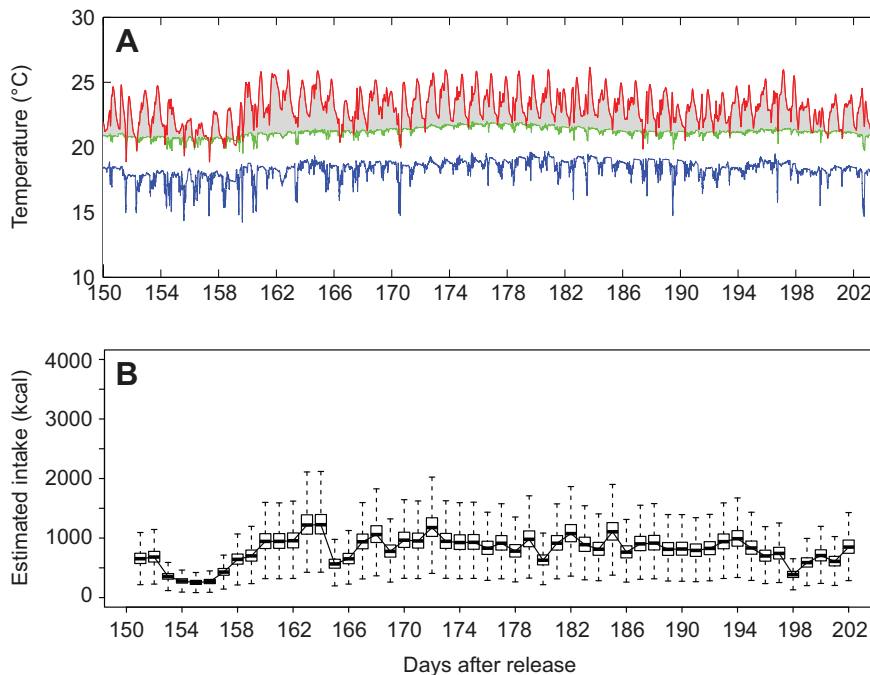 A
Temperature (°C)
30
25
20
15
10
150 154 158 162 166 170 174 178 182 186 190 194 198 202
B
Estimated intake (kcal)
4000
3000
2000
1000
0
150 154 158 162 166 170 174 178 182 186 190 194 198 202
Days after release